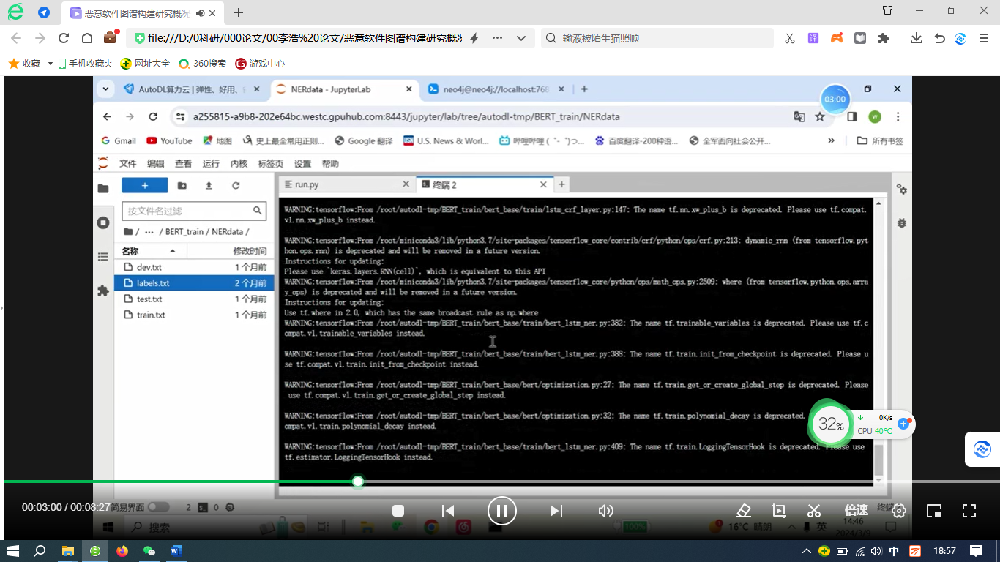 恶意软件图谱构建研究概况
file:///D:/0科研/000论文/00李浩%20论文/恶意软件图谱构建研究概况
输液被陌生猫照顾
译
收藏
手机收藏夹
网址大全
360搜索
游戏中心
AutoDL算力云 | 弹性、好用、
NERdata - JupyterLab
neo4j@neo4j://localhost:768
03:00
a255815-a9b8-202e64bc.westc.gpuhub.com:8443/jupyter/lab/tree/autodl-tmp/BERT_train/NERdata
W
Gmail
YouTube
地图
史上最全常用正则...
Google 翻译
U.S. News & Worl...
哔哩哔哩 ( ゜- ゜)つ...
百度翻译-200种语...
全军面向社会公开...
»
所有书签
文件 编辑 查看 运行 内核 标签页 设置 帮助
run.py
终端 2
按文件名过滤
/ ··· / BERT_train / NERdata /
名称 修改时间
dev.txt 1 个月前
labels.txt 2 个月前
test.txt 1 个月前
train.txt 1 个月前
WARNING:tensorflow:From /root/autodl-tmp/BERT_train/bert_base/train/lstm_crf_layer.py:147: The name tf.nn.xw_plus_b is deprecated. Please use tf.compat.
v1.nn.xw_plus_b instead.
WARNING:tensorflow:From /root/miniconda3/lib/python3.7/site-packages/tensorflow_core/contrib/crf/python/ops/crf.py:213: dynamic_rnn (from tensorflow.pyt
hon.ops.rnn) is deprecated and will be removed in a future version.
Instructions for updating:
Please use `keras.layers.RNN(cell)`, which is equivalent to this API
WARNING:tensorflow:From /root/miniconda3/lib/python3.7/site-packages/tensorflow_core/python/ops/math_ops.py:2509: where (from tensorflow.python.ops.arra
y_ops) is deprecated and will be removed in a future version.
Instructions for updating:
Use tf.where in 2.0, which has the same broadcast rule as np.where
WARNING:tensorflow:From /root/autodl-tmp/BERT_train/bert_base/train/bert_lstm_ner.py:382: The name tf.trainable_variables is deprecated. Please use tf.c
ompat.v1.trainable_variables instead.
WARNING:tensorflow:From /root/autodl-tmp/BERT_train/bert_base/train/bert_lstm_ner.py:388: The name tf.train.init_from_checkpoint is deprecated. Please u
se tf.compat.v1.train.init_from_checkpoint instead.
WARNING:tensorflow:From /root/autodl-tmp/BERT_train/bert_base/bert/optimization.py:27: The name tf.train.get_or_create_global_step is deprecated. Please
use tf.compat.v1.train.get_or_create_global_step instead.
WARNING:tensorflow:From /root/autodl-tmp/BERT_train/bert_base/bert/optimization.py:32: The name tf.train.polynomial_decay is deprecated.
ompat.v1.train.polynomial_decay instead.
WARNING:tensorflow:From /root/autodl-tmp/BERT_train/bert_base/train/bert_lstm_ner.py:409: The name tf.train.LoggingTensorHook is deprecated. Please use
tf.estimator.LoggingTensorHook instead.
32%
0K/s
CPU 40℃
00:03:00 / 00:08:27
简易界面
2
0
倍速
终端
搜索
100%
16°C 晴朗
英
14:46
2024/3/9
中
18:57